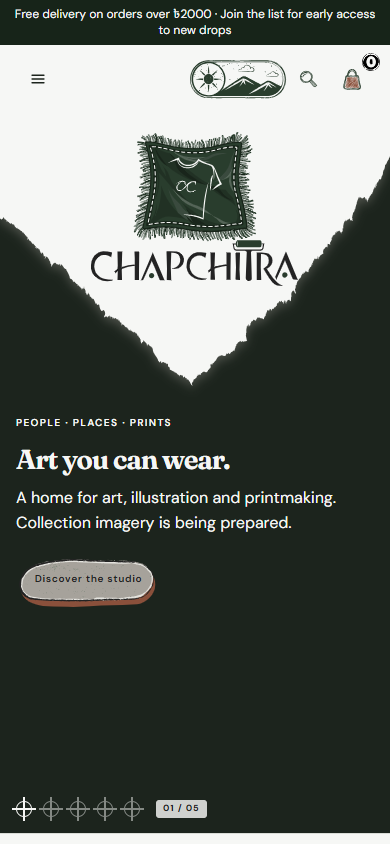 Free delivery on orders over ৳2000 · Join the list for early access
to new drops
0
OC
CHAPCHITRA
PEOPLE · PLACES · PRINTS
Art you can wear.
A home for art, illustration and printmaking.
Collection imagery is being prepared.
Discover the studio
01 / 05